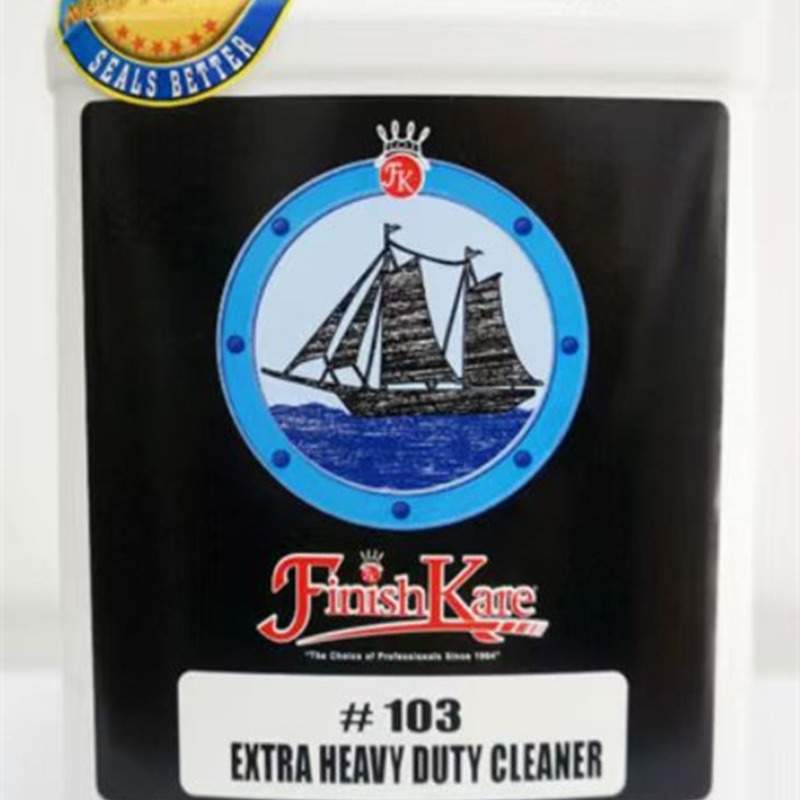 SEALS BETTER
FK
FinishKare
"The Choice of Professionals Since 1964"
# 103
EXTRA HEAVY DUTY CLEANER